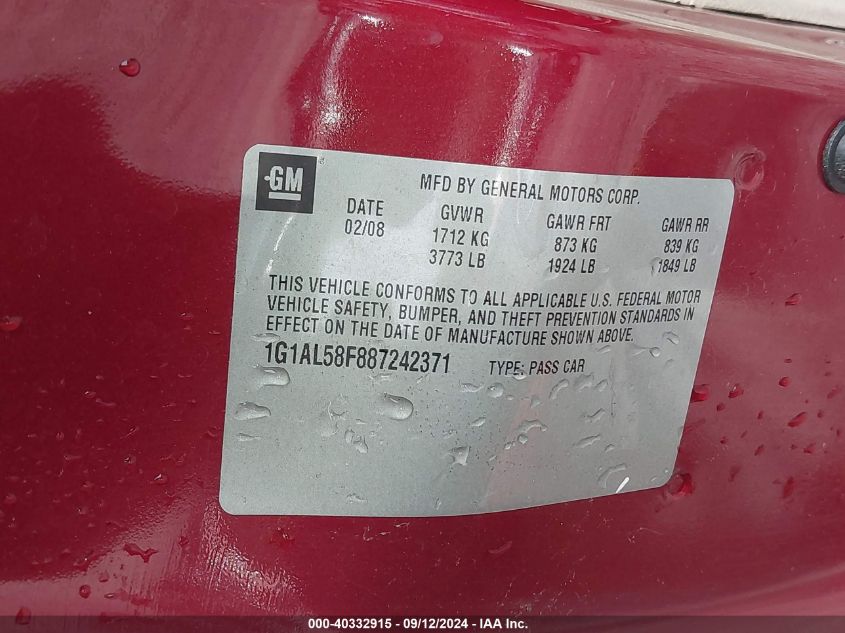 GM
MFD BY GENERAL MOTORS CORP.
DATE GVWR GAWR FRT GAWR RR
02/08 1712 KG 873 KG 839 KG
3773 LB 1924 LB 1849 LB
THIS VEHICLE CONFORMS TO ALL APPLICABLE U.S. FEDERAL MOTOR
VEHICLE SAFETY, BUMPER, AND THEFT PREVENTION STANDARDS IN
EFFECT ON THE DATE OF MANUFACTURE SHOWN ABOVE.
1G1AL58F887242371 TYPE: PASS CAR
000-40332915 - 09/12/2024 - IAA Inc.